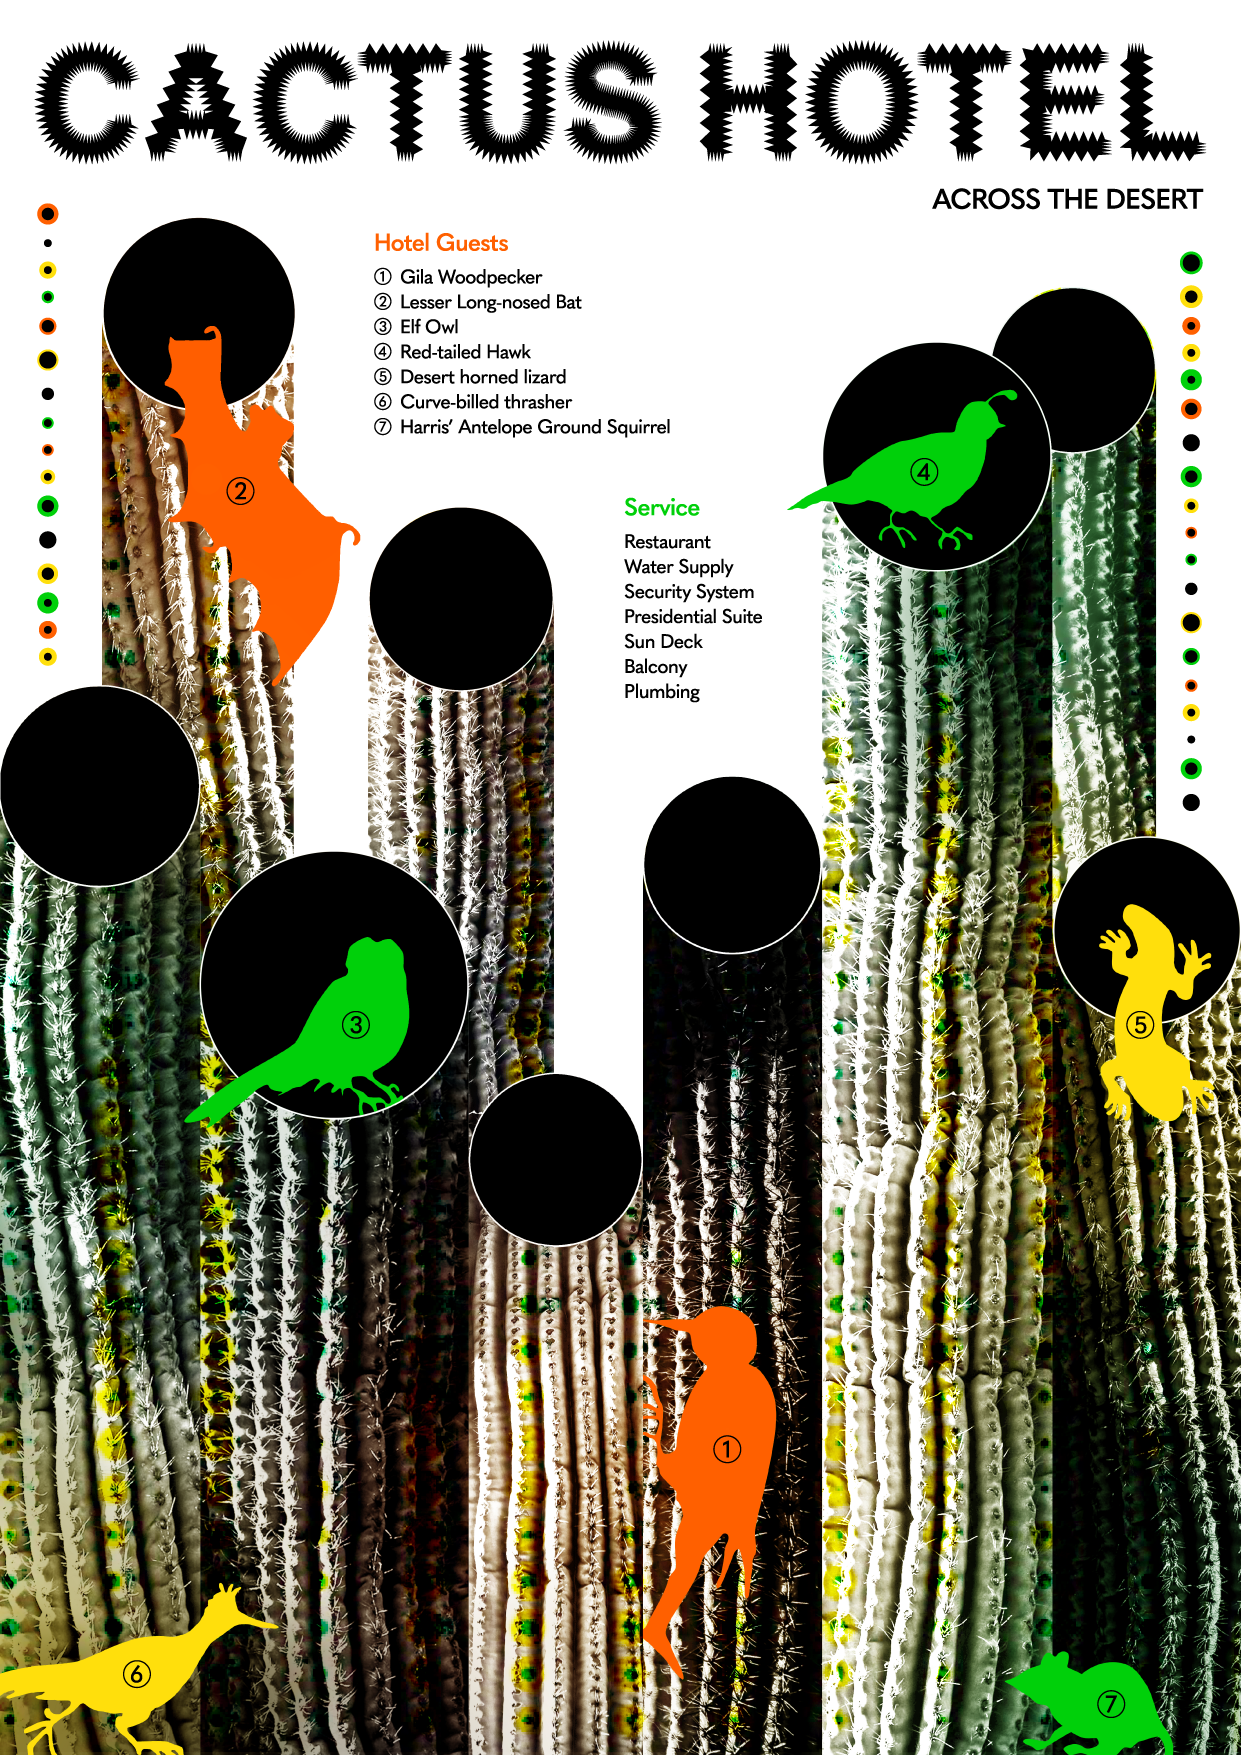 CACTUS HOTEL
ACROSS THE DESERT
Hotel Guests
① Gila Woodpecker
② Lesser Long-nosed Bat
③ Elf Owl
④ Red-tailed Hawk
⑤ Desert horned lizard
⑥ Curve-billed thrasher
⑦ Harris' Antelope Ground Squirrel
Service
Restaurant
Water Supply
Security System
Presidential Suite
Sun Deck
Balcony
Plumbing
②
④
③
⑤
①
⑥
⑦